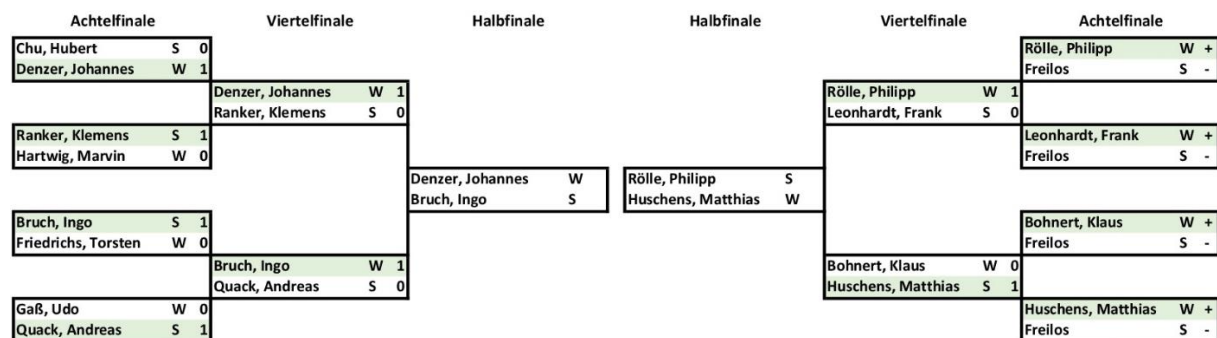 Achtelfinale Viertelfinale Halbfinale Halbfinale Viertelfinale Achtelfinale
Chu, Hubert S 0
Denzer, Johannes W 1
Ranker, Klemens S 1
Hartwig, Marvin W 0
Bruch, Ingo S 1
Friedrichs, Torsten W 0
Gaß, Udo W 0
Quack, Andreas S 1
Denzer, Johannes W 1
Ranker, Klemens S 0
Bruch, Ingo W 1
Quack, Andreas S 0
Denzer, Johannes W
Bruch, Ingo S
Rölle, Philipp S
Huschens, Matthias W
Rölle, Philipp W 1
Leonhardt, Frank S 0
Bohnert, Klaus W 0
Huschens, Matthias S 1
Rölle, Philipp W +
Freilos S -
Leonhardt, Frank W +
Freilos S -
Bohnert, Klaus W +
Freilos S -
Huschens, Matthias W +
Freilos S -